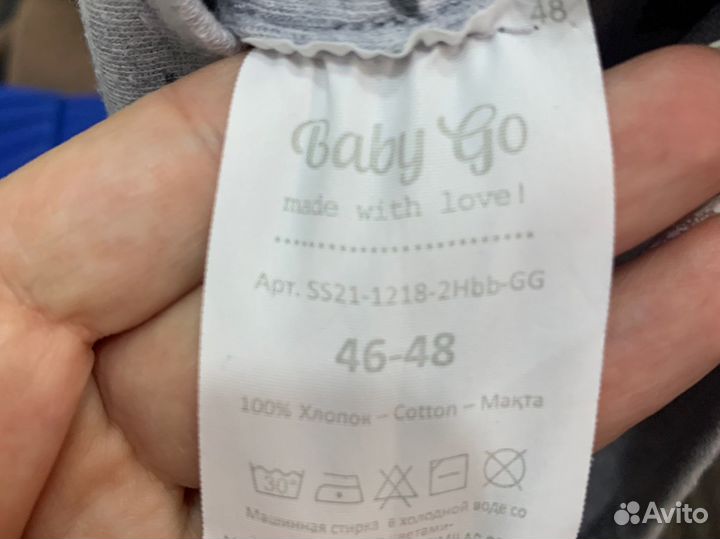 48
Baby Go
made with love!
Арт. SS21-1218-2Hbb-GG
46-48
100% Хлопок – Cotton – Мақта
30°
Машинная стирка в холодной воде со
Avito